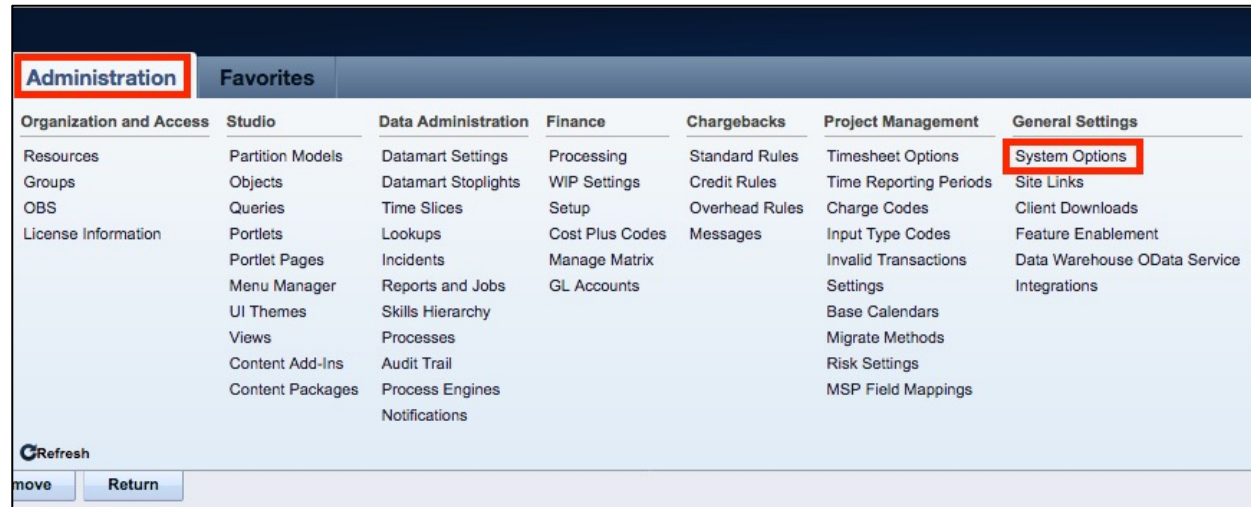 Administration Favorites
Organization and Access Studio Data Administration Finance Chargebacks Project Management General Settings
Resources Partition Models Datamart Settings Processing Standard Rules Timesheet Options System Options
Groups Objects Datamart Stoplights WIP Settings Credit Rules Time Reporting Periods Site Links
OBS Queries Time Slices Setup Overhead Rules Charge Codes Client Downloads
License Information Portlets Lookups Cost Plus Codes Messages Input Type Codes Feature Enablement
Portlet Pages Incidents Manage Matrix Invalid Transactions Data Warehouse OData Service
Menu Manager Reports and Jobs GL Accounts Settings Integrations
UI Themes Skills Hierarchy Base Calendars
Views Processes Migrate Methods
Content Add-Ins Audit Trail Risk Settings
Content Packages Process Engines MSP Field Mappings
Notifications
Refresh
move Return